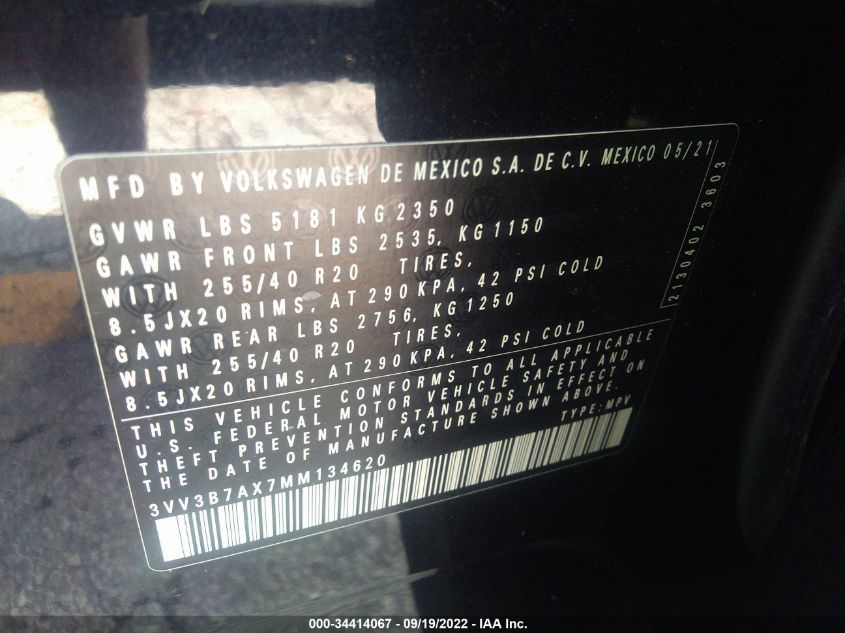 MFD BY VOLKSWAGEN DE MEXICO S.A. DE C.V. MEXICO 05/21
GVWR LBS 5181 KG 2350
GAWR FRONT LBS 2535, KG 1150
WITH 255/40 R20 TIRES,
8.5JX20 RIMS, AT 290KPA, 42 PSI COLD
GAWR REAR LBS 2756, KG 1250
WITH 255/40 R20 TIRES,
8.5JX20 RIMS, AT 290KPA, 42 PSI COLD
2130402 3603
THIS VEHICLE CONFORMS TO ALL APPLICABLE
U.S. FEDERAL MOTOR VEHICLE SAFETY AND
THEFT PREVENTION STANDARDS IN EFFECT ON
THE DATE OF MANUFACTURE SHOWN ABOVE.
TYPE: MPV
3VV3B7AX7MM134620
000-34414067 - 09/19/2022 - IAA Inc.